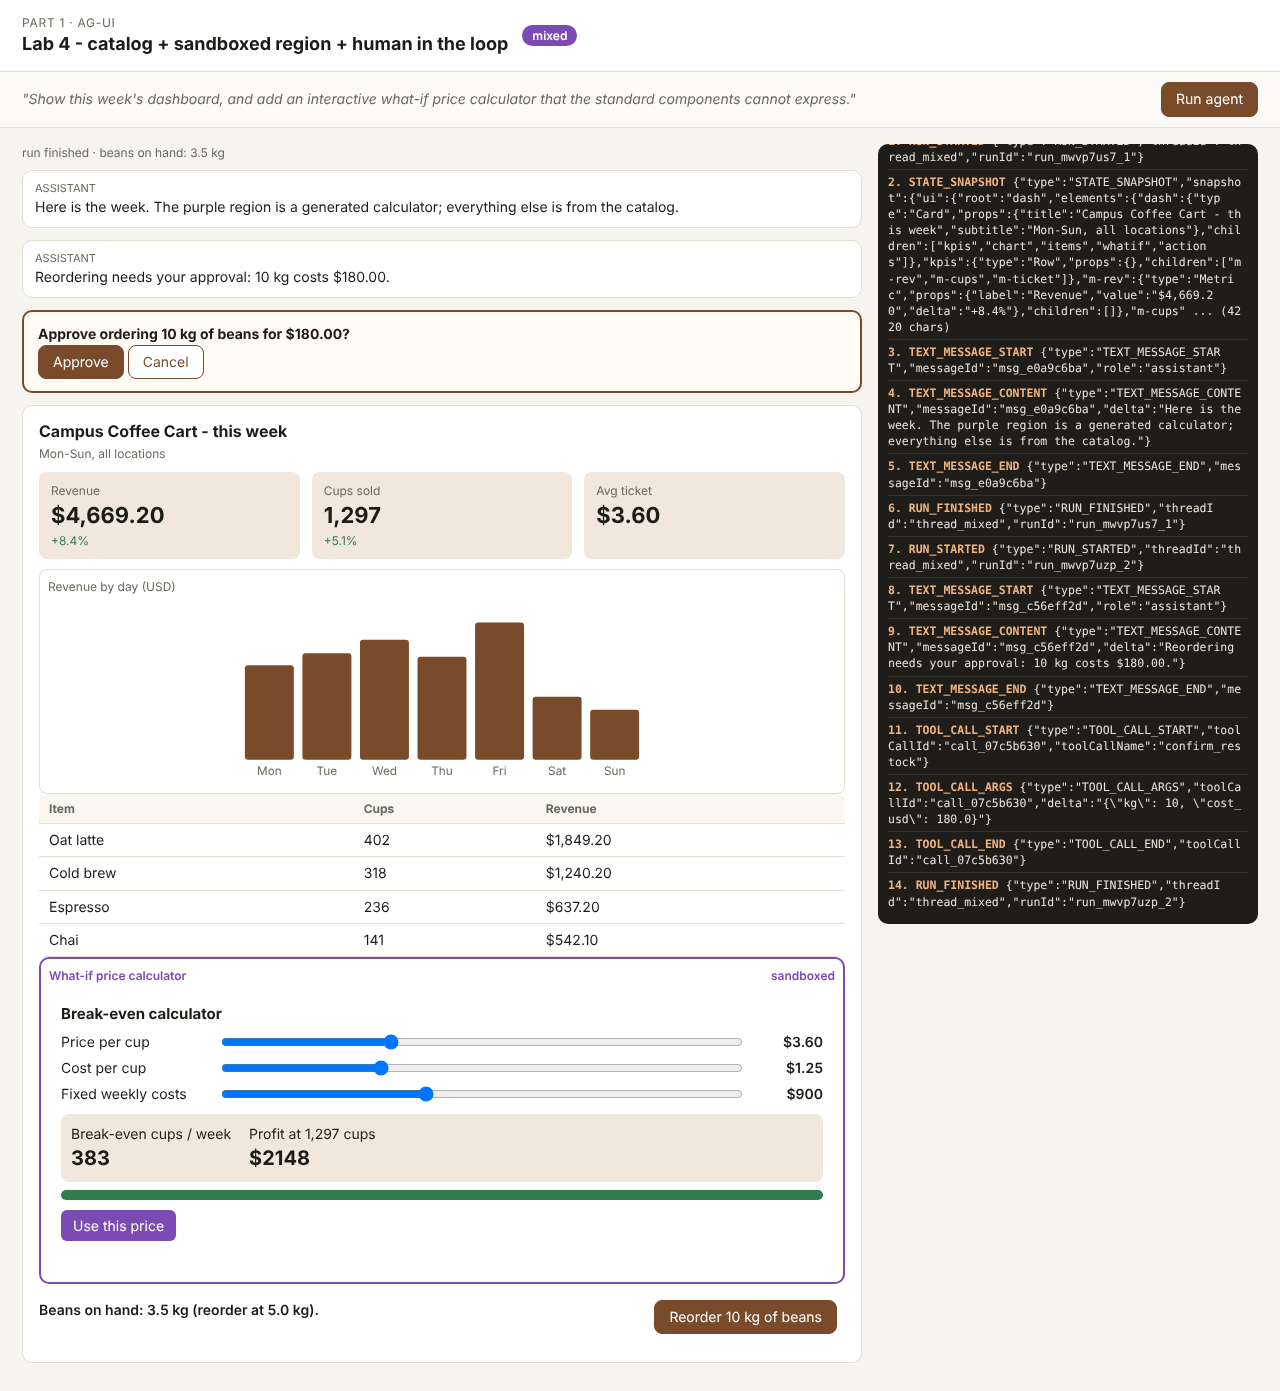 PART 1 · AG-UI
Lab 4 - catalog + sandboxed region + human in the loop
mixed
"Show this week's dashboard, and add an interactive what-if price calculator that the standard components cannot express."
Run agent
run finished · beans on hand: 3.5 kg
ASSISTANT
Here is the week. The purple region is a generated calculator; everything else is from the catalog.
ASSISTANT
Reordering needs your approval: 10 kg costs $180.00.
Approve ordering 10 kg of beans for $180.00?
Approve
Cancel
Campus Coffee Cart - this week
Mon-Sun, all locations
Revenue
$4,669.20
+8.4%
Cups sold
1,297
+5.1%
Avg ticket
$3.60
Revenue by day (USD)
Mon Tue Wed Thu Fri Sat Sun
Item Cups Revenue
Oat latte 402 $1,849.20
Cold brew 318 $1,240.20
Espresso 236 $637.20
Chai 141 $542.10
What-if price calculator
sandboxed
Break-even calculator
Price per cup $3.60
Cost per cup $1.25
Fixed weekly costs $900
Break-even cups / week
383
Profit at 1,297 cups
$2148
Use this price
Beans on hand: 3.5 kg (reorder at 5.0 kg).
Reorder 10 kg of beans
read_mixed","runId":"run_mwvp7us7_1"}
2. STATE_SNAPSHOT {"type":"STATE_SNAPSHOT","snapsho
t":{"ui":{"root":"dash","elements":{"dash":{"typ
e":"Card","props":{"title":"Campus Coffee Cart - th
is week","subtitle":"Mon-Sun, all locations"},"chil
dren":["kpis","chart","items","whatif","action
s"]},"kpis":{"type":"Row","props":{},"children":["m
-rev","m-cups","m-ticket"]},"m-rev":{"type":"Metri
c","props":{"label":"Revenue","value":"$4,669.2
0","delta":"+8.4%"},"children":[]},"m-cups" ... (42
20 chars)
3. TEXT_MESSAGE_START {"type":"TEXT_MESSAGE_STAR
T","messageId":"msg_e0a9c6ba","role":"assistant"}
4. TEXT_MESSAGE_CONTENT {"type":"TEXT_MESSAGE_CONTE
NT","messageId":"msg_e0a9c6ba","delta":"Here is the
week. The purple region is a generated calculator;
everything else is from the catalog."}
5. TEXT_MESSAGE_END {"type":"TEXT_MESSAGE_END","mes
sageId":"msg_e0a9c6ba"}
6. RUN_FINISHED {"type":"RUN_FINISHED","threadI
d":"thread_mixed","runId":"run_mwvp7us7_1"}
7. RUN_STARTED {"type":"RUN_STARTED","threadId":"th
read_mixed","runId":"run_mwvp7uzp_2"}
8. TEXT_MESSAGE_START {"type":"TEXT_MESSAGE_STAR
T","messageId":"msg_c56eff2d","role":"assistant"}
9. TEXT_MESSAGE_CONTENT {"type":"TEXT_MESSAGE_CONTE
NT","messageId":"msg_c56eff2d","delta":"Reordering
needs your approval: 10 kg costs $180.00."}
10. TEXT_MESSAGE_END {"type":"TEXT_MESSAGE_END","me
ssageId":"msg_c56eff2d"}
11. TOOL_CALL_START {"type":"TOOL_CALL_START","tool
CallId":"call_07c5b630","toolCallName":"confirm_res
tock"}
12. TOOL_CALL_ARGS {"type":"TOOL_CALL_ARGS","toolCa
llId":"call_07c5b630","delta":"{\"kg\": 10, \"cost_
usd\": 180.0}"}
13. TOOL_CALL_END {"type":"TOOL_CALL_END","toolCall
Id":"call_07c5b630"}
14. RUN_FINISHED {"type":"RUN_FINISHED","threadI
d":"thread_mixed","runId":"run_mwvp7uzp_2"}